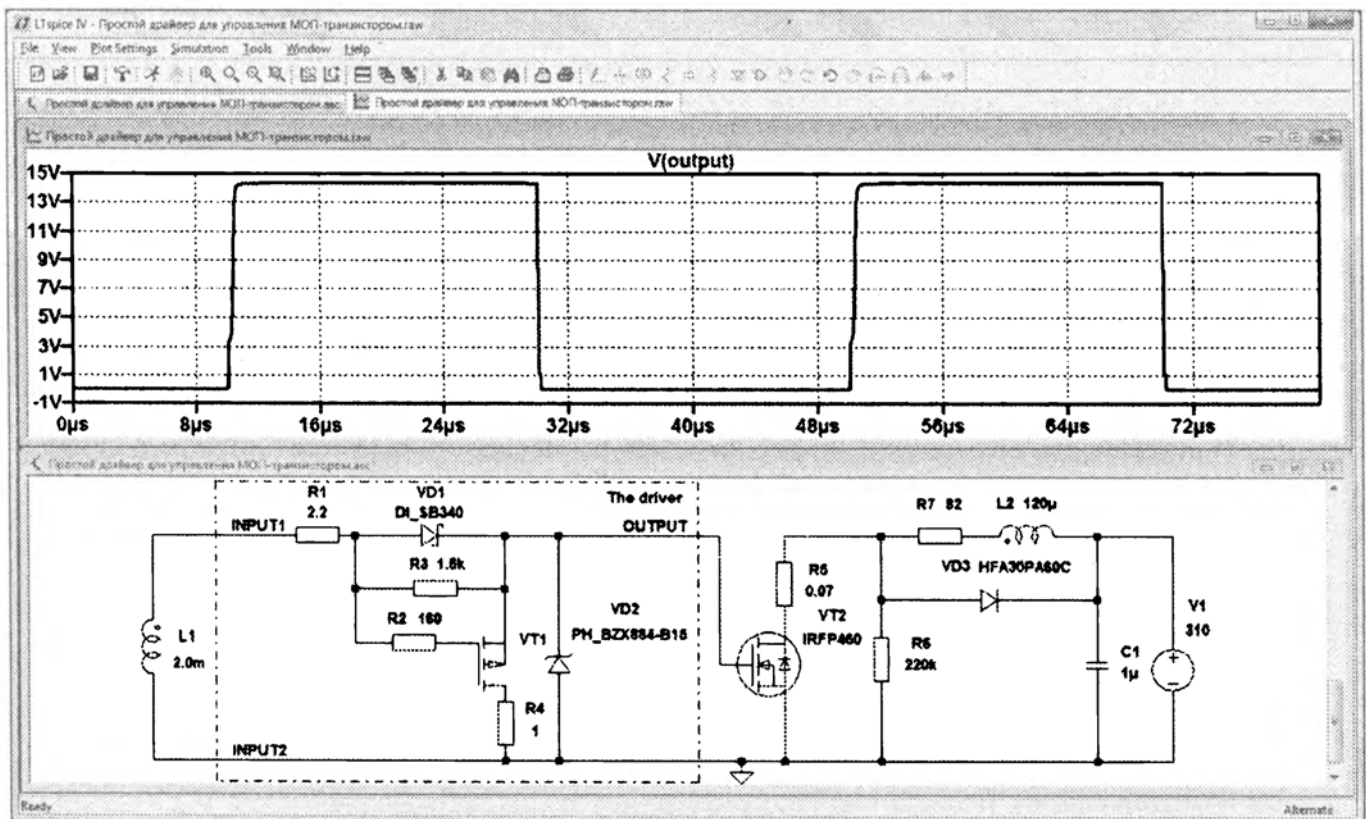 LTspice IV - Простой драйвер для управления МОП-транзистором.raw
File View Plot Settings Simulation Tools Window Help
Простой драйвер для управления МОП-транзистором.asc
Простой драйвер для управления МОП-транзистором.raw
Простой драйвер для управления МОП-транзистором.raw
V(output)
15V
13V
11V
9V
7V
5V
3V
1V
-1V
0µs 8µs 16µs 24µs 32µs 40µs 48µs 56µs 64µs 72µs
Простой драйвер для управления МОП-транзистором.asc
The driver
INPUT1
R1
2.2
VD1
DI_SB340
OUTPUT
R3 1.5k
R2 160
VT1
VD2
PH_BZX884-B15
R4
1
L1
2.0m
INPUT2
R5
0.07
VT2
IRFP460
R7 82
L2 120µ
VD3 HFA30PA60C
R6
220k
C1
1µ
V1
310
Ready
Alternate